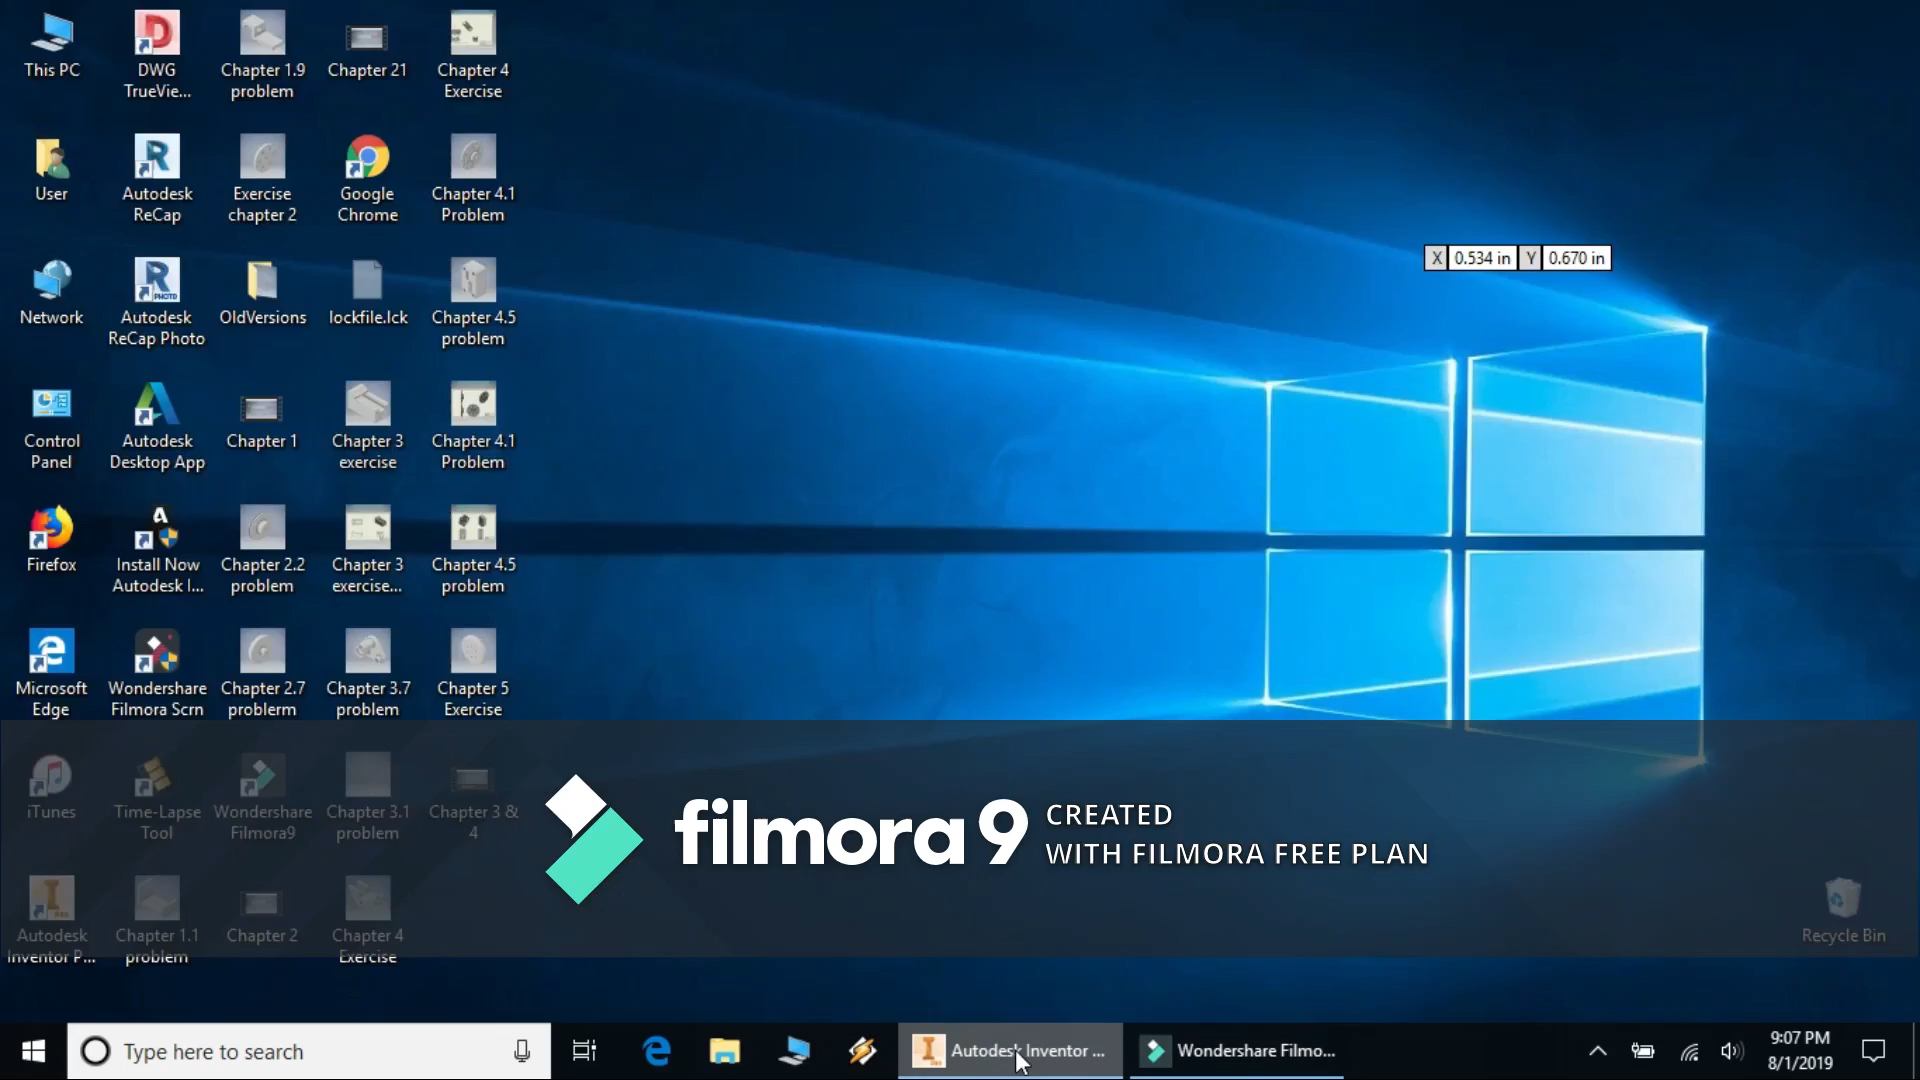 This PC
DWG
TrueVie...
Chapter 1.9
problem
Chapter 21
Chapter 4
Exercise
User
Autodesk
ReCap
Exercise
chapter 2
Google
Chrome
Chapter 4.1
Problem
X 0.534 in Y 0.670 in
Network
Autodesk
ReCap Photo
OldVersions
lockfile.lck
Chapter 4.5
problem
Control
Panel
Autodesk
Desktop App
Chapter 1
Chapter 3
exercise
Chapter 4.1
Problem
Firefox
Install Now
Autodesk I...
Chapter 2.2
problem
Chapter 3
exercise...
Chapter 4.5
problem
Microsoft
Edge
Wondershare
Filmora Scrn
Chapter 2.7
problerm
Chapter 3.7
problem
Chapter 5
Exercise
iTunes
Time-Lapse
Tool
Wondershare
Filmora9
Chapter 3.1
problem
Chapter 3 &
4
filmora 9
CREATED
WITH FILMORA FREE PLAN
Autodesk
Inventor P...
Chapter 1.1
problem
Chapter 2
Chapter 4
Exercise
Recycle Bin
Type here to search
Autodesk Inventor ...
Wondershare Filmo...
9:07 PM
8/1/2019